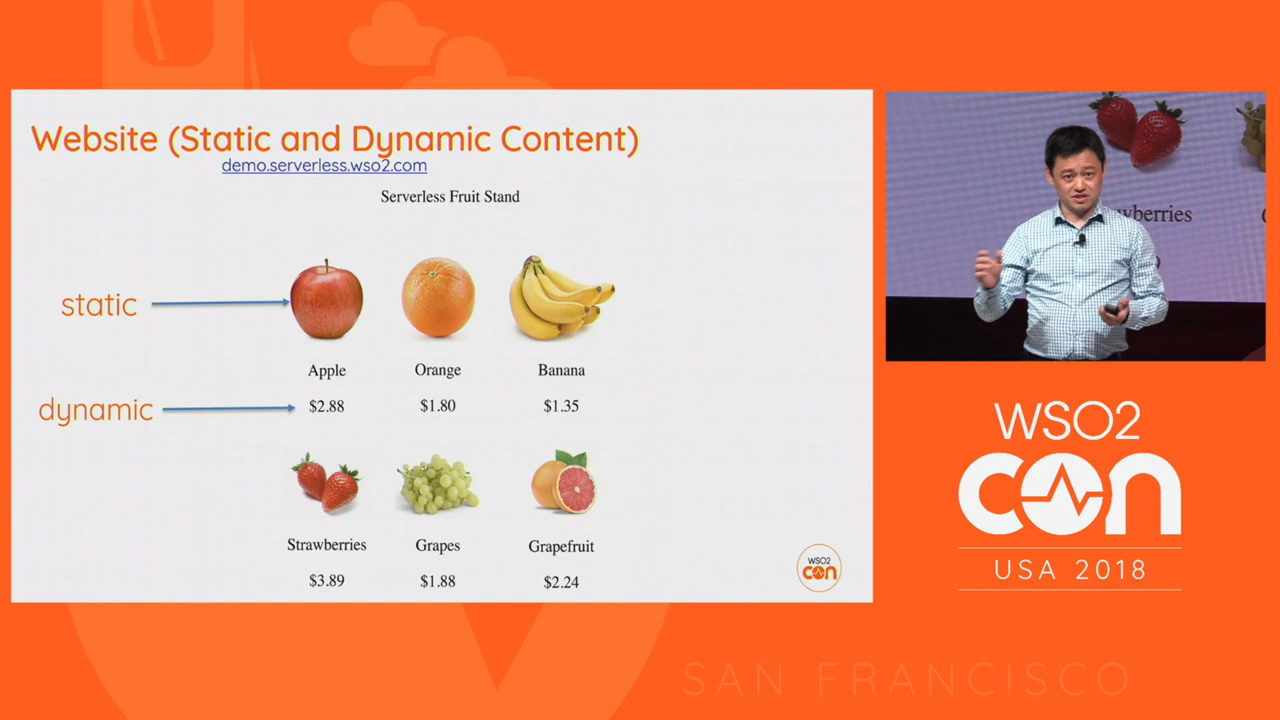 Website (Static and Dynamic Content)
demo.serverless.wso2.com
Serverless Fruit Stand
static
Apple
Orange
Banana
dynamic
$2.88
$1.80
$1.35
Strawberries
Grapes
Grapefruit
$3.89
$1.88
$2.24
WSO2
con
wberries
WSO2
con
USA 2018
SAN FRANCISCO